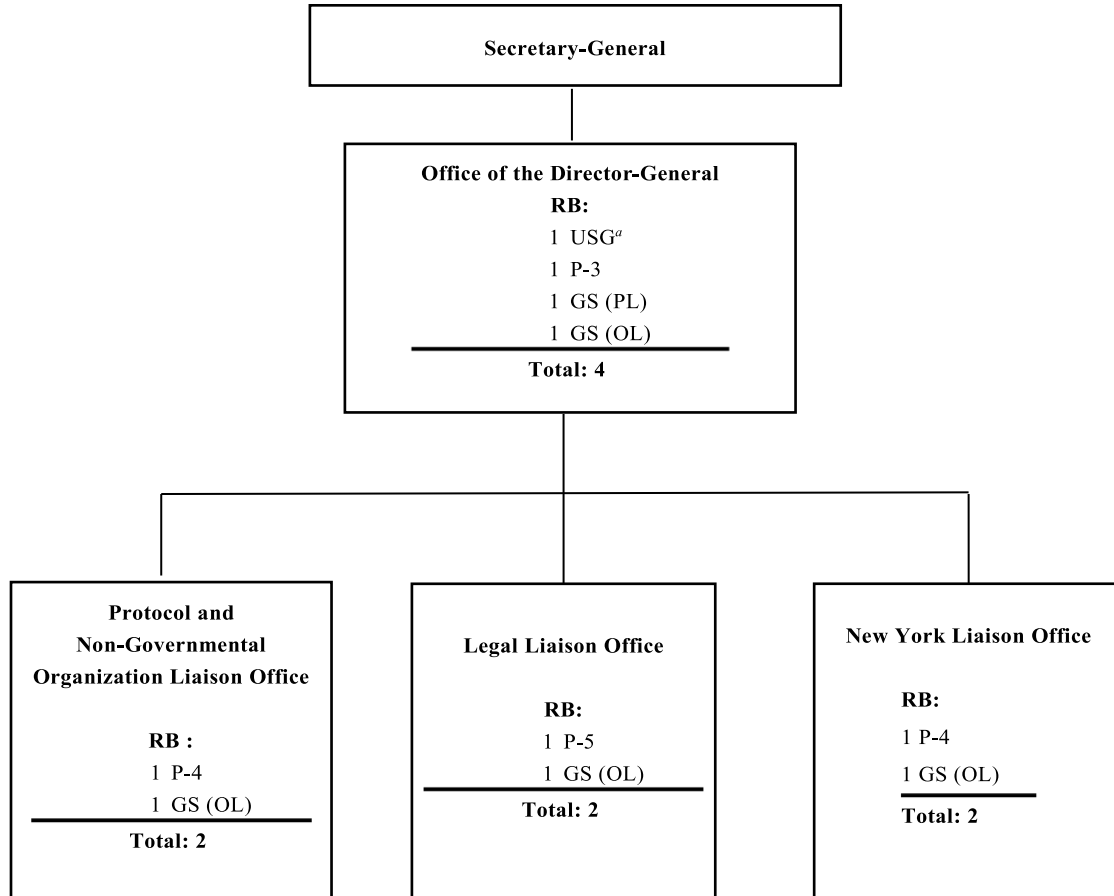 Secretary-General
Office of the Director-General
RB:
1 USGᵃ
1 P-3
1 GS (PL)
1 GS (OL)
Total: 4
Protocol and
Non-Governmental
Organization Liaison Office
RB :
1 P-4
1 GS (OL)
Total: 2
Legal Liaison Office
RB:
1 P-5
1 GS (OL)
Total: 2
New York Liaison Office
RB:
1 P-4
1 GS (OL)
Total: 2